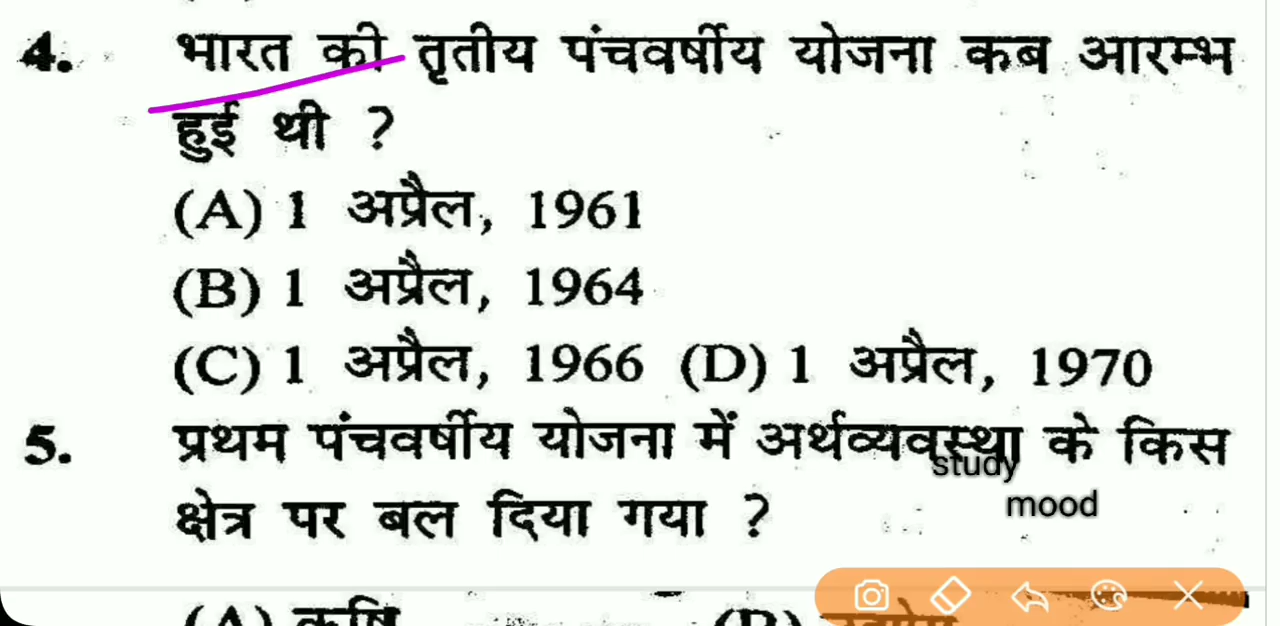 4. भारत की तृतीय पंचवर्षीय योजना कब आरम्भ
हुई थी ?
(A) 1 अप्रैल, 1961
(B) 1 अप्रैल, 1964
(C) 1 अप्रैल, 1966 (D) 1 अप्रैल, 1970
5. प्रथम पंचवर्षीय योजना में अर्थव्यवस्था के किस
क्षेत्र पर बल दिया गया ?
study
mood
(A) कृषि (B)